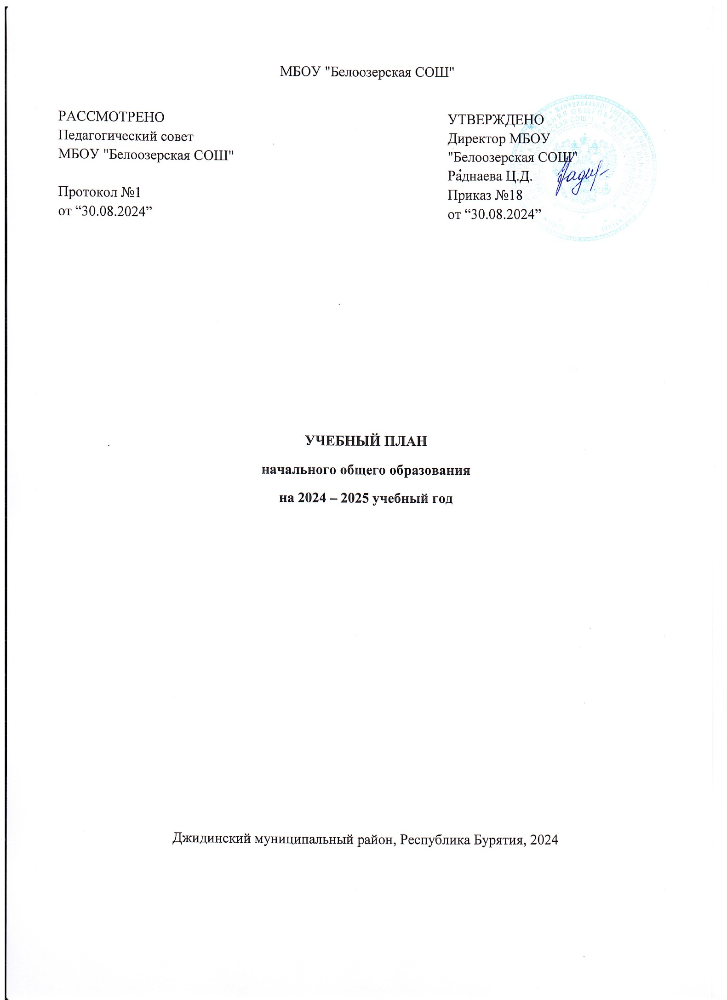 МБОУ "Белоозерская СОШ"
РАССМОТРЕНО
Педагогический совет
МБОУ "Белоозерская СОШ"
Протокол №1
от “30.08.2024”
УТВЕРЖДЕНО
Директор МБОУ
"Белоозерская СОШ"
Раднаева Ц.Д.
Приказ №18
от “30.08.2024”
УЧЕБНЫЙ ПЛАН
начального общего образования
на 2024 – 2025 учебный год
Джидинский муниципальный район, Республика Бурятия, 2024